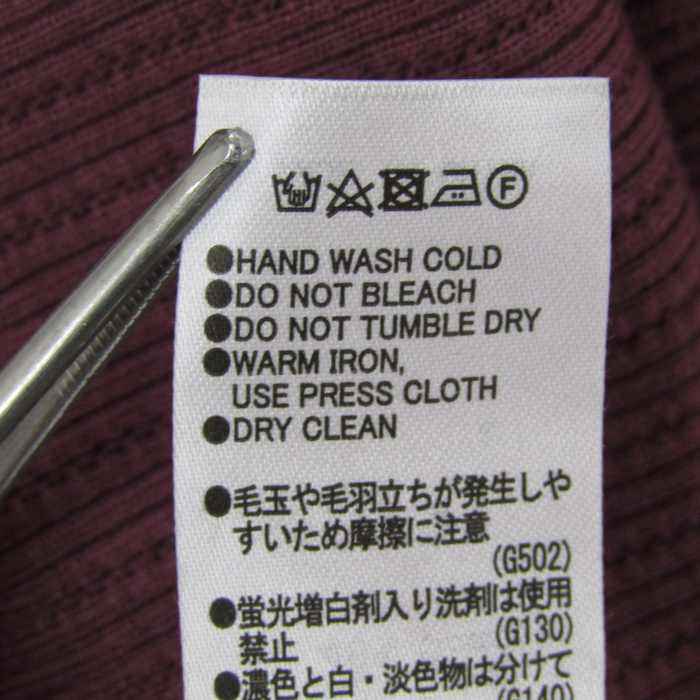 F
●HAND WASH COLD
●DO NOT BLEACH
●DO NOT TUMBLE DRY
●WARM IRON,
USE PRESS CLOTH
●DRY CLEAN
●毛玉や毛羽立ちが発生しや
すいため摩擦に注意
(G502)
●蛍光増白剤入り洗剤は使用
禁止
(G130)
●濃色と白・淡色物は分けて